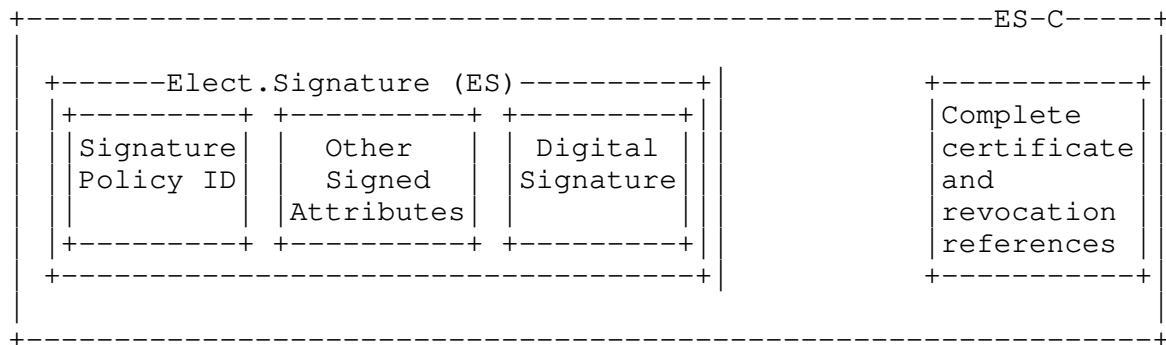 ES-C
Elect.Signature (ES)
Complete
Signature Other Digital certificate
Policy ID Signed Signature and
Attributes revocation
references